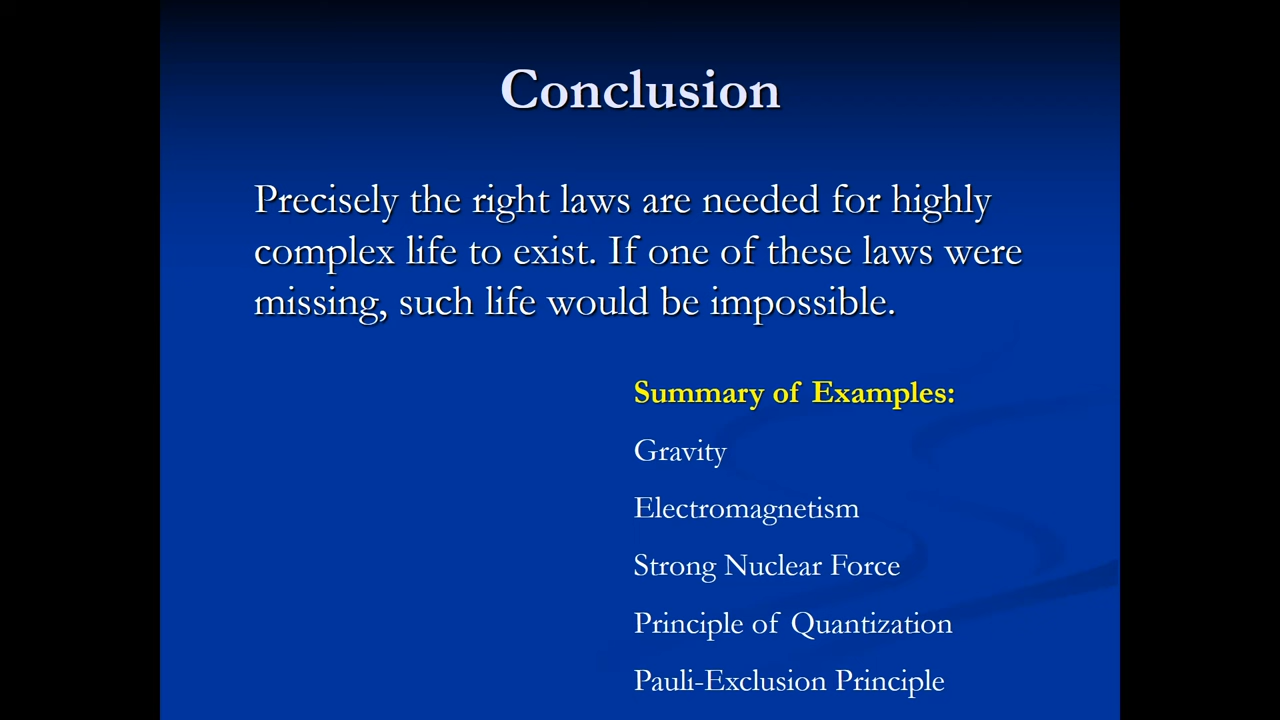 Conclusion
Precisely the right laws are needed for highly
complex life to exist. If one of these laws were
missing, such life would be impossible.
Summary of Examples:
Gravity
Electromagnetism
Strong Nuclear Force
Principle of Quantization
Pauli-Exclusion Principle